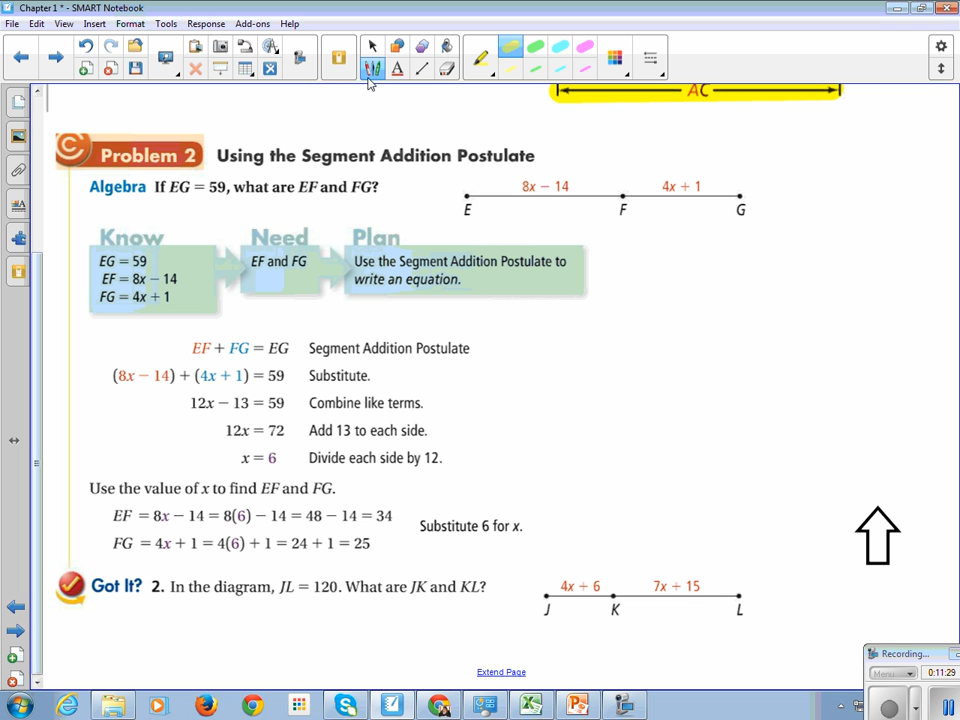 Chapter1 * - SMART Notebook
File Edit View Insert Format Tools Response Add-ons Help
A
AC
Problem 2 Using the Segment Addition Postulate
Algebra If EG = 59, what are EF and FG?
8x − 14 4x + 1
E F G
Know Need Plan
EG = 59
EF = 8x − 14
FG = 4x + 1
EF and FG
Use the Segment Addition Postulate to
write an equation.
EF + FG = EG Segment Addition Postulate
(8x − 14) + (4x + 1) = 59 Substitute.
12x − 13 = 59 Combine like terms.
12x = 72 Add 13 to each side.
x = 6 Divide each side by 12.
Use the value of x to find EF and FG.
EF = 8x − 14 = 8(6) − 14 = 48 − 14 = 34
Substitute 6 for x.
FG = 4x + 1 = 4(6) + 1 = 24 + 1 = 25
Got It? 2. In the diagram, JL = 120. What are JK and KL?
4x + 6 7x + 15
J K L
Extend Page
Recording...
Menu
0:11:29